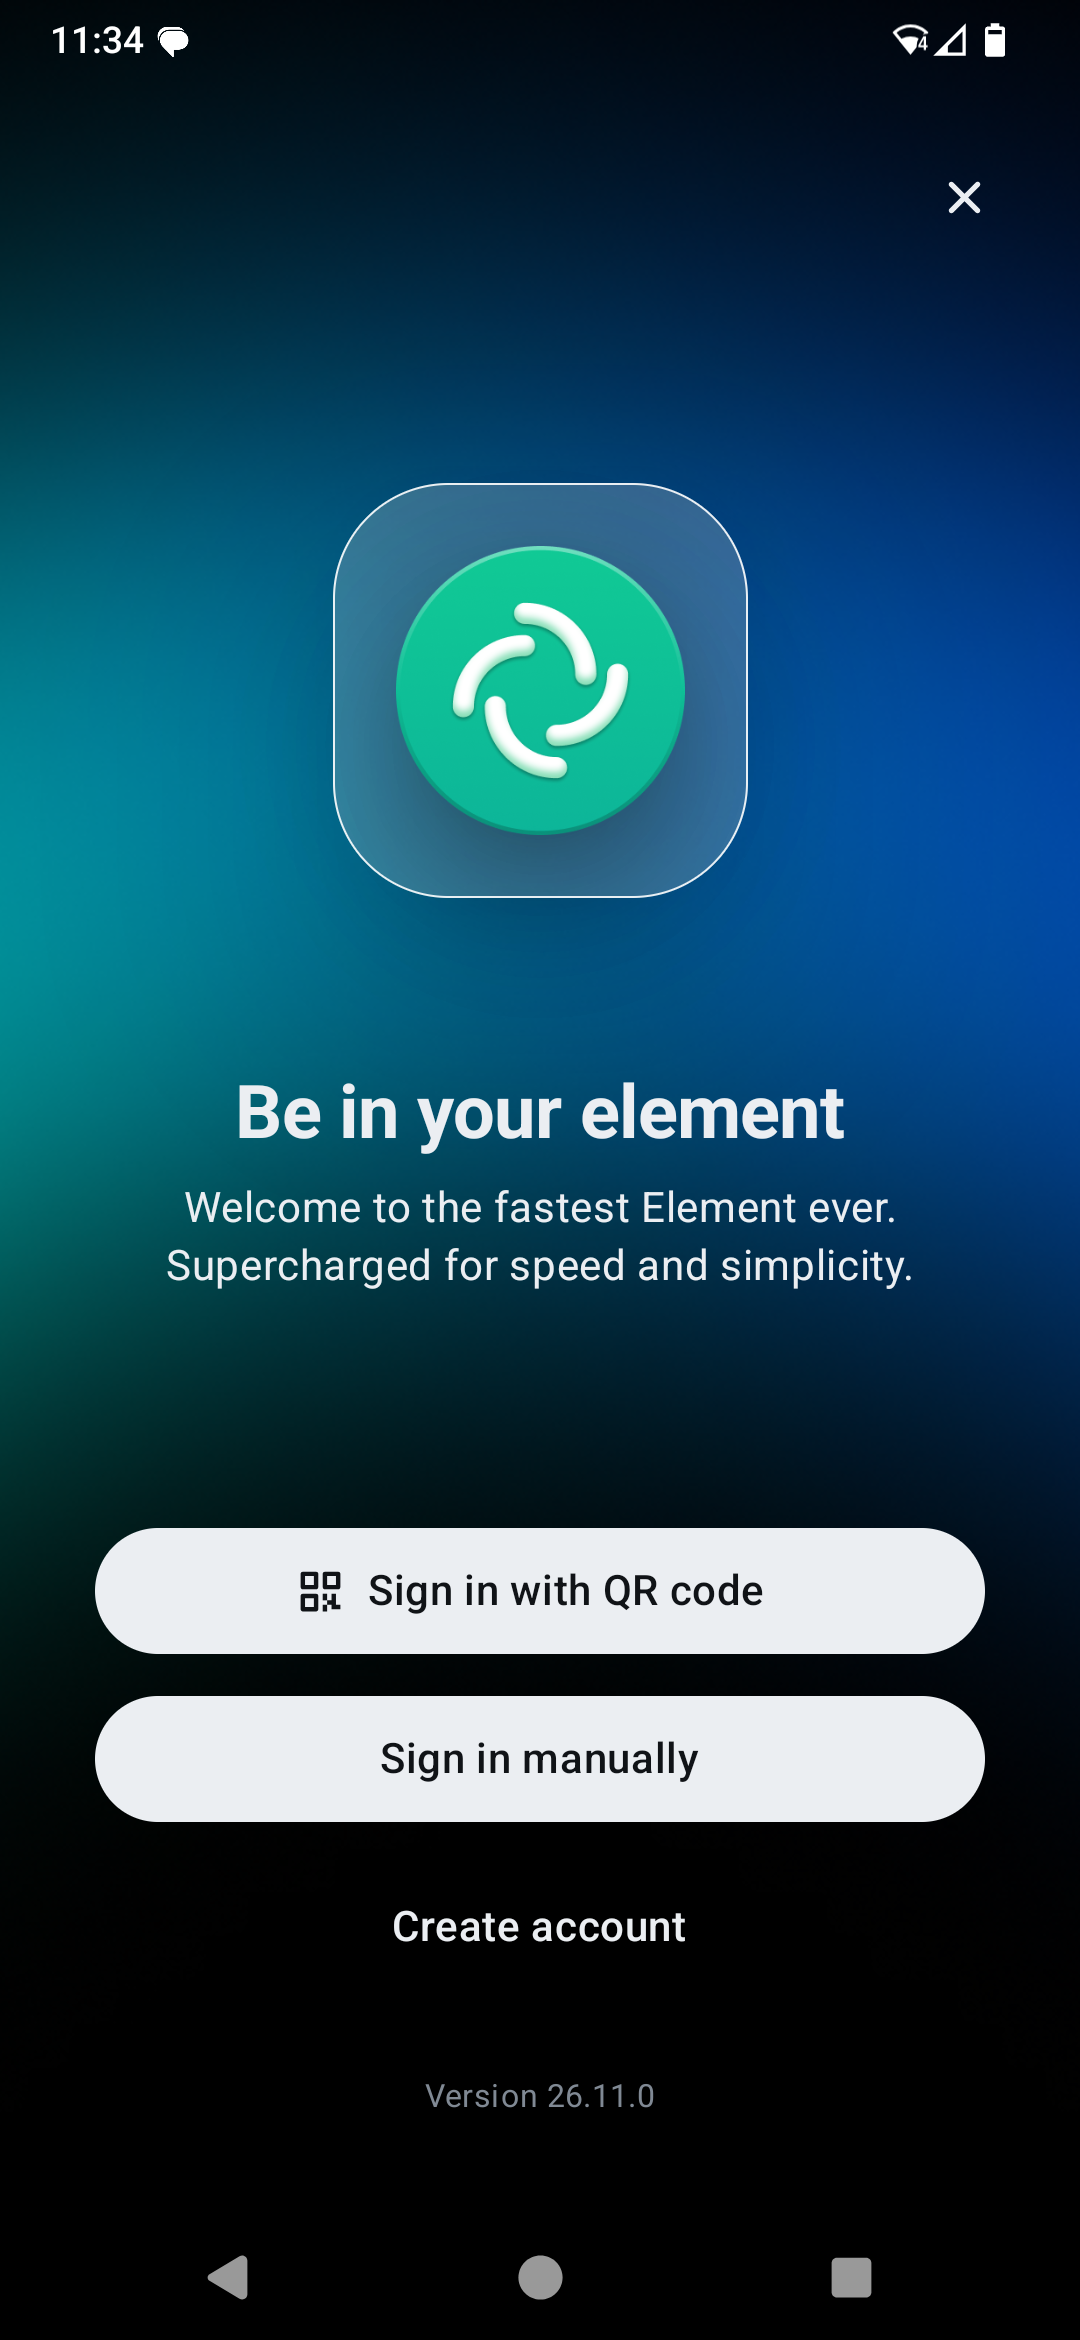 11:34
4
Be in your element
Welcome to the fastest Element ever.
Supercharged for speed and simplicity.
Sign in with QR code
Sign in manually
Create account
Version 26.11.0